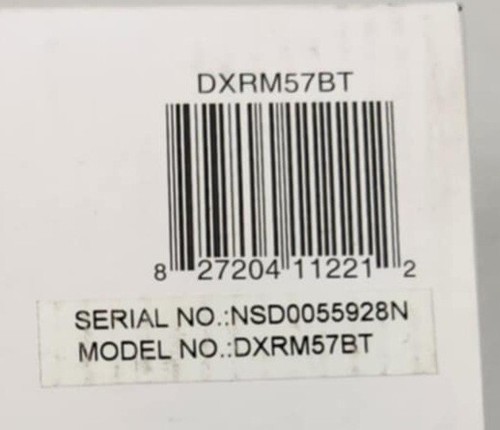 DXRM57BT
8 27204 11221 2
SERIAL NO.:NSD0055928N
MODEL NO.:DXRM57BT